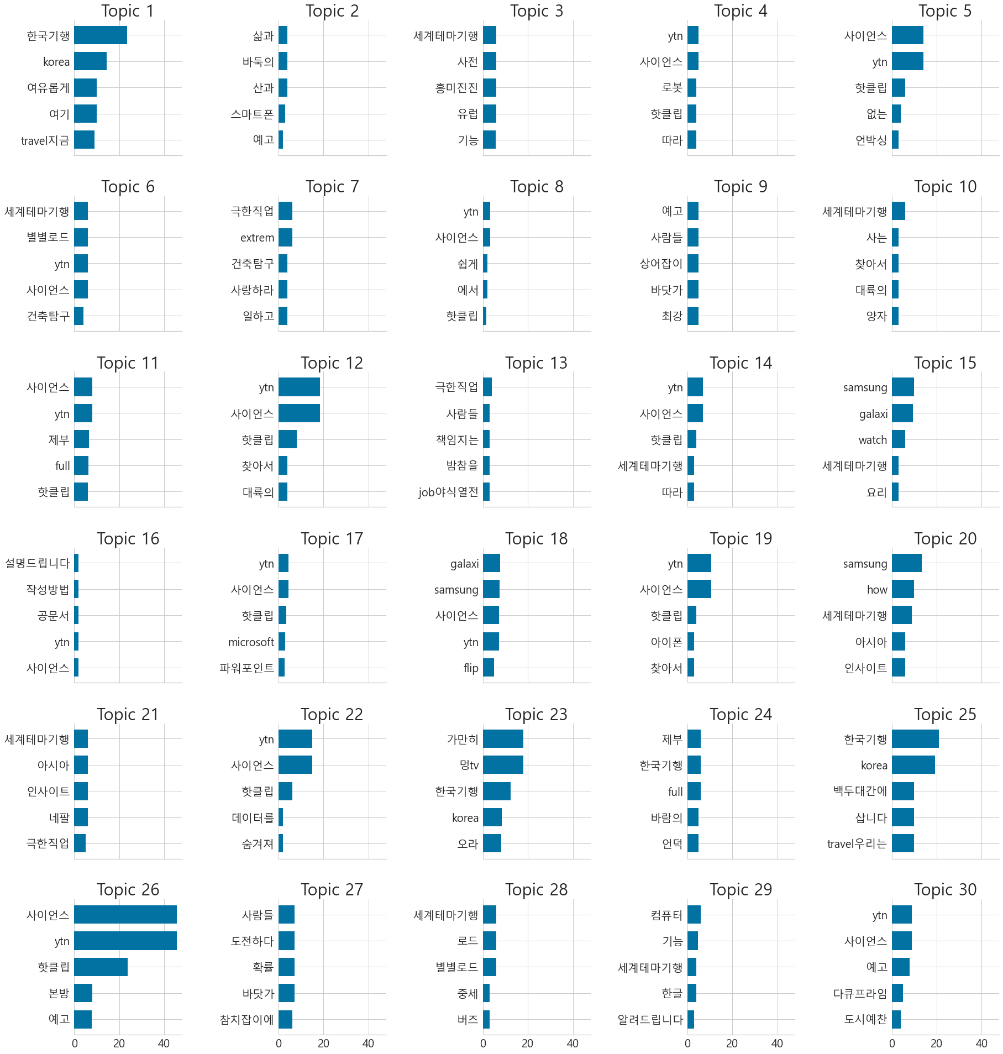 Topic 1
한국기행
korea
여유롭게
여기
travel지금
Topic 2
삶과
바둑의
산과
스마트폰
예고
Topic 3
세계테마기행
사전
흥미진진
유럽
기능
Topic 4
ytn
사이언스
로봇
핫클립
따라
Topic 5
사이언스
ytn
핫클립
없는
언박싱
Topic 6
세계테마기행
별별로드
ytn
사이언스
건축탐구
Topic 7
극한직업
extrem
건축탐구
사랑하라
일하고
Topic 8
ytn
사이언스
쉽게
에서
핫클립
Topic 9
예고
사람들
상어잡이
바닷가
최강
Topic 10
세계테마기행
사는
찾아서
대륙의
양자
Topic 11
사이언스
ytn
제부
full
핫클립
Topic 12
ytn
사이언스
핫클립
찾아서
대륙의
Topic 13
극한직업
사람들
책임지는
밤참을
job야식열전
Topic 14
ytn
사이언스
핫클립
세계테마기행
따라
Topic 15
samsung
galaxi
watch
세계테마기행
요리
Topic 16
설명드립니다
작성방법
공문서
ytn
사이언스
Topic 17
ytn
사이언스
핫클립
microsoft
파워포인트
Topic 18
galaxi
samsung
사이언스
ytn
flip
Topic 19
ytn
사이언스
핫클립
아이폰
찾아서
Topic 20
samsung
how
세계테마기행
아시아
인사이트
Topic 21
세계테마기행
아시아
인사이트
네팔
극한직업
Topic 22
ytn
사이언스
핫클립
데이터를
숨겨져
Topic 23
가만히
밍tv
한국기행
korea
오라
Topic 24
제부
한국기행
full
바람의
언덕
Topic 25
한국기행
korea
백두대간에
삽니다
travel우리는
Topic 26
사이언스
ytn
핫클립
본방
예고
0 20 40
Topic 27
사람들
도전하다
확률
바닷가
참치잡이에
0 20 40
Topic 28
세계테마기행
로드
별별로드
중세
버즈
0 20 40
Topic 29
컴퓨터
기능
세계테마기행
한글
알려드립니다
0 20 40
Topic 30
ytn
사이언스
예고
다큐프라임
도시예찬
0 20 40